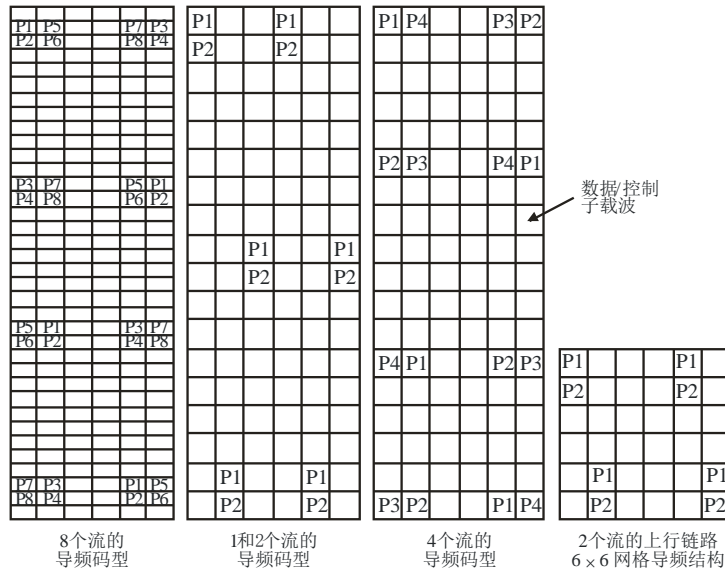 P1 P5 P7 P3
P2 P6 P8 P4
P3 P7 P5 P1
P4 P8 P6 P2
P5 P1 P3 P7
P6 P2 P4 P8
P7 P3 P1 P5
P8 P4 P2 P6
8个流的
导频码型
P1 P1
P2 P2
P1 P1
P2 P2
P1 P1
P2 P2
1和2个流的
导频码型
P1 P4 P3 P2
P2 P3 P4 P1
P4 P1 P2 P3
P3 P2 P1 P4
4个流的
导频码型
数据/控制
子载波
P1 P1
P2 P2
P1 P1
P2 P2
2个流的上行链路
6×6网格导频结构